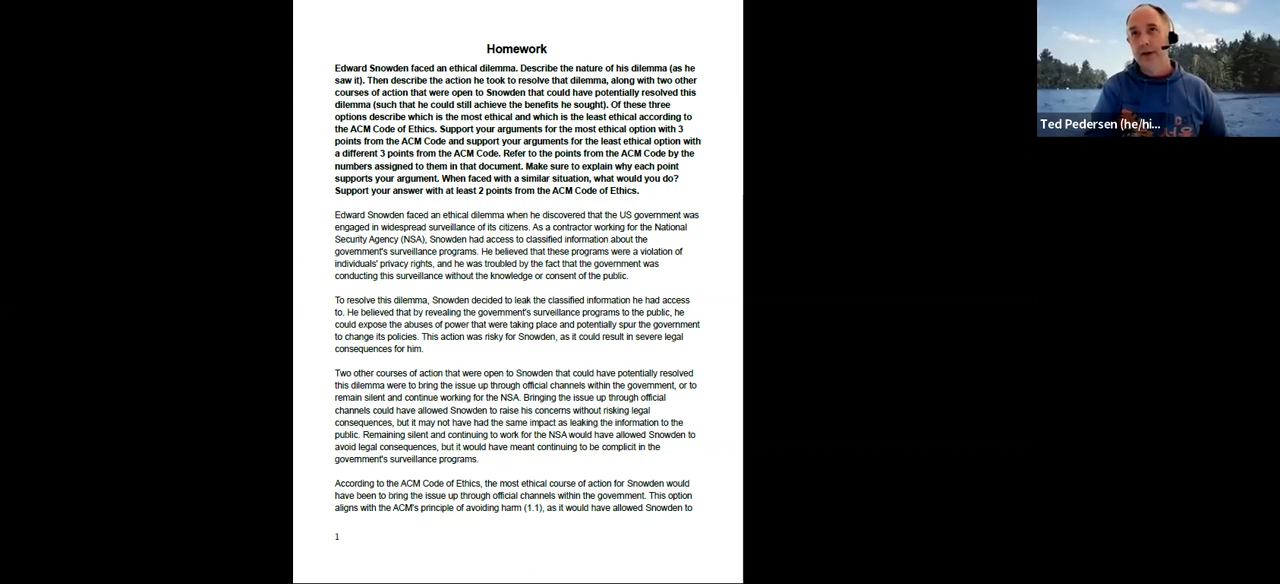 Homework
Edward Snowden faced an ethical dilemma. Describe the nature of his dilemma (as he
saw it). Then describe the action he took to resolve that dilemma, along with two other
courses of action that were open to Snowden that could have potentially resolved this
dilemma (such that he could still achieve the benefits he sought). Of these three
options describe which is the most ethical and which is the least ethical according to
the ACM Code of Ethics. Support your arguments for the most ethical option with 3
points from the ACM Code and support your arguments for the least ethical option with
a different 3 points from the ACM Code. Refer to the points from the ACM Code by the
numbers assigned to them in that document. Make sure to explain why each point
supports your argument. When faced with a similar situation, what would you do?
Support your answer with at least 2 points from the ACM Code of Ethics.
Edward Snowden faced an ethical dilemma when he discovered that the US government was
engaged in widespread surveillance of its citizens. As a contractor working for the National
Security Agency (NSA), Snowden had access to classified information about the
government's surveillance programs. He believed that these programs were a violation of
individuals' privacy rights, and he was troubled by the fact that the government was
conducting this surveillance without the knowledge or consent of the public.
To resolve this dilemma, Snowden decided to leak the classified information he had access
to. He believed that by revealing the government's surveillance programs to the public, he
could expose the abuses of power that were taking place and potentially spur the government
to change its policies. This action was risky for Snowden, as it could result in severe legal
consequences for him.
Two other courses of action that were open to Snowden that could have potentially resolved
this dilemma were to bring the issue up through official channels within the government, or to
remain silent and continue working for the NSA. Bringing the issue up through official
channels could have allowed Snowden to raise his concerns without risking legal
consequences, but it may not have had the same impact as leaking the information to the
public. Remaining silent and continuing to work for the NSA would have allowed Snowden to
avoid legal consequences, but it would have meant continuing to be complicit in the
government's surveillance programs.
According to the ACM Code of Ethics, the most ethical course of action for Snowden would
have been to bring the issue up through official channels within the government. This option
aligns with the ACM's principle of avoiding harm (1.1), as it would have allowed Snowden to
1
Ted Pedersen (he/hi...